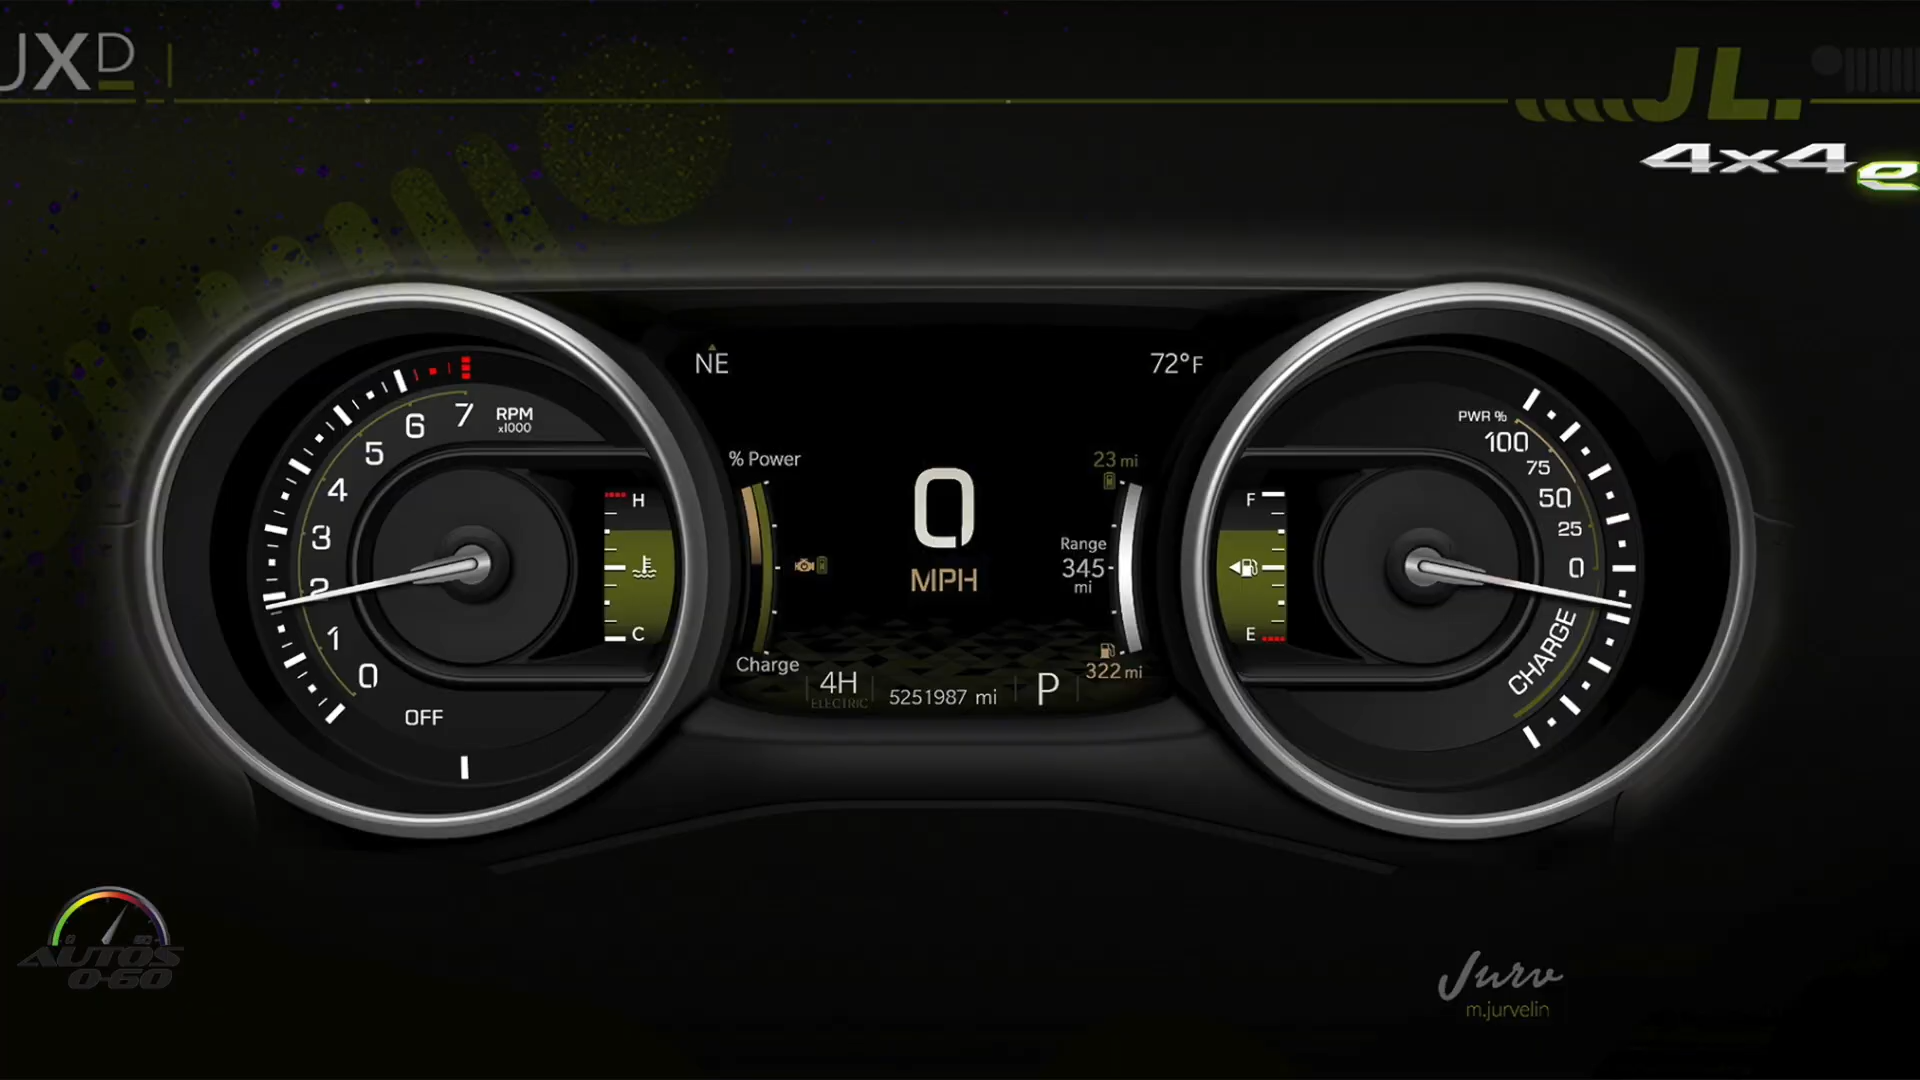 UXD
JL.
4x4e
NE
72°F
7
6
5
4
3
2
1
0
OFF
RPM
x1000
H
C
% Power
Charge
0
MPH
23 mi
Range
345
mi
322 mi
4H
ELECTRIC
5251987 mi
P
F
E
PWR %
100
75
50
25
0
CHARGE
AUTOS
0-60
Jurv
m.jurvelin